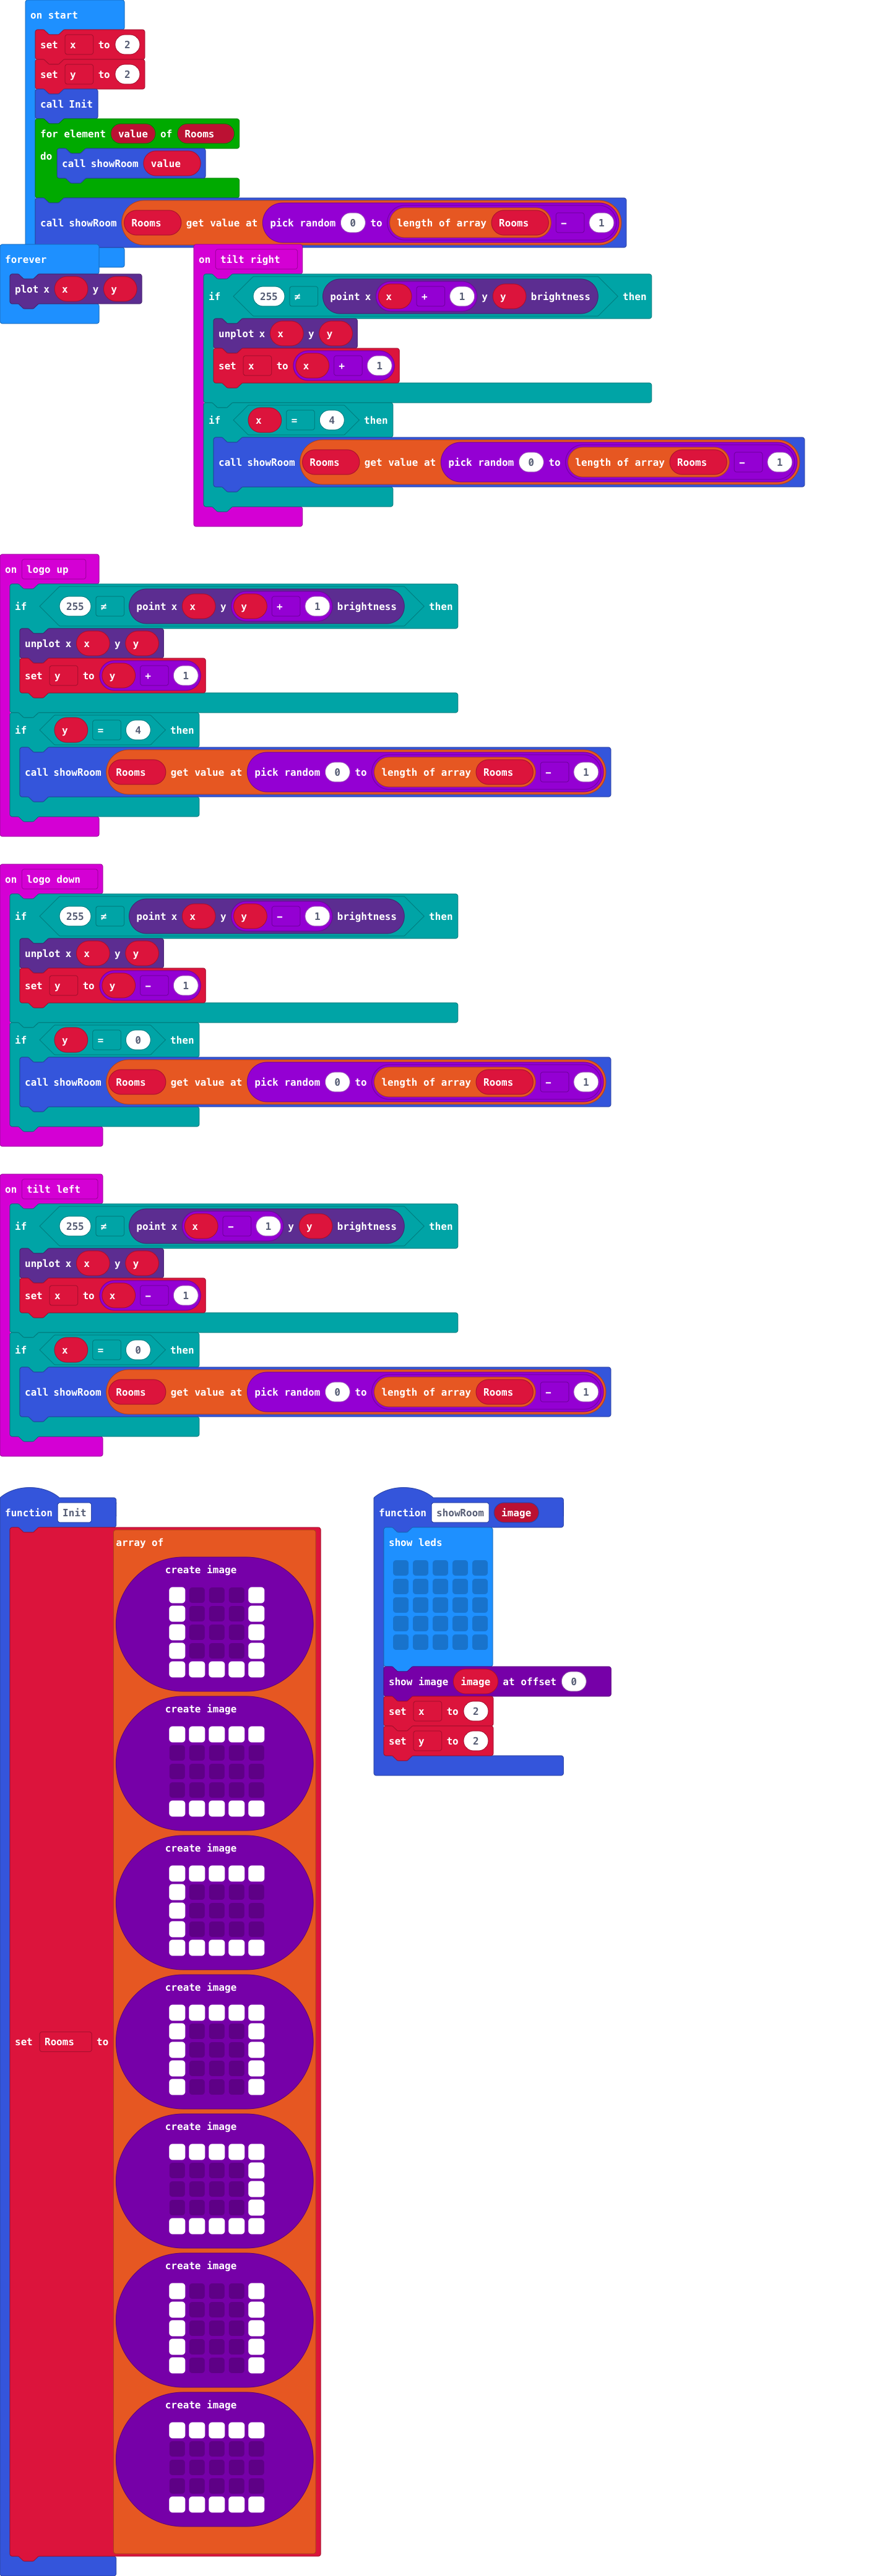 on start
set x to 2
set y to 2
call Init
for element value of Rooms
do call showRoom value
call showRoom Rooms get value at pick random 0 to length of array Rooms - 1
forever
plot x x y y
on tilt right
if 255 ≠ point x x + 1 y y brightness then
unplot x x y y
set x to x + 1
if x = 4 then
call showRoom Rooms get value at pick random 0 to length of array Rooms - 1
on logo up
if 255 ≠ point x x y y + 1 brightness then
unplot x x y y
set y to y + 1
if y = 4 then
call showRoom Rooms get value at pick random 0 to length of array Rooms - 1
on logo down
if 255 ≠ point x x y y - 1 brightness then
unplot x x y y
set y to y - 1
if y = 0 then
call showRoom Rooms get value at pick random 0 to length of array Rooms - 1
on tilt left
if 255 ≠ point x x - 1 y y brightness then
unplot x x y y
set x to x - 1
if x = 0 then
call showRoom Rooms get value at pick random 0 to length of array Rooms - 1
function Init
set Rooms to
array of
create image
create image
create image
create image
create image
create image
create image
function showRoom image
show leds
show image image at offset 0
set x to 2
set y to 2